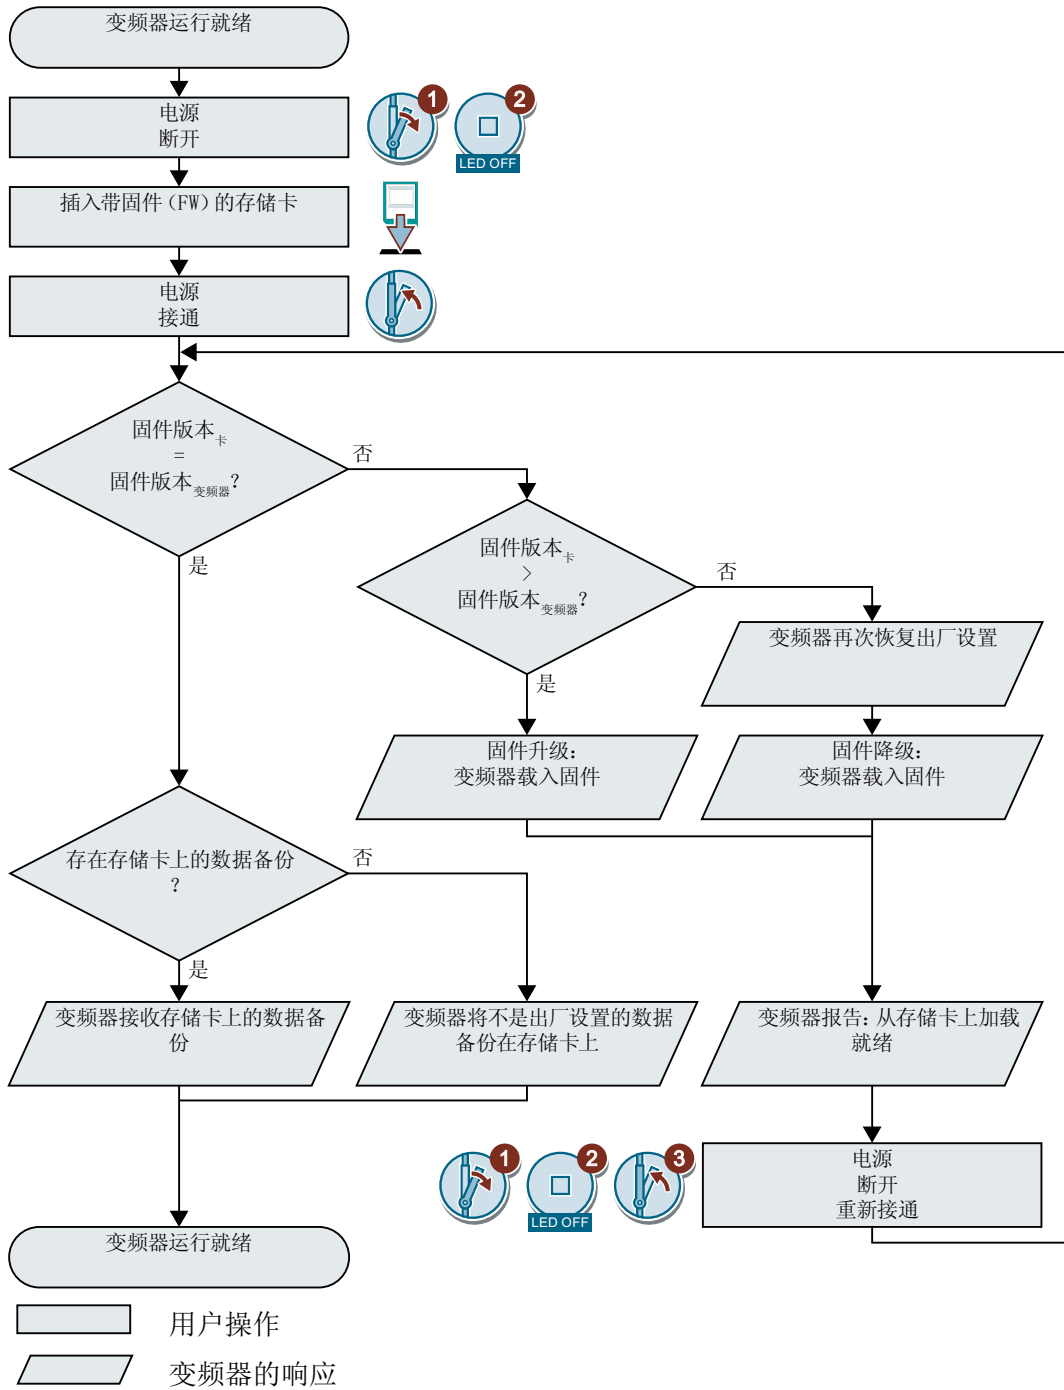 变频器运行就绪
电源
断开
1
2
LED OFF
插入带固件(FW)的存储卡
电源
接通
固件版本卡
=
固件版本变频器?
否
是
固件版本卡
>
固件版本变频器?
否
是
变频器再次恢复出厂设置
固件升级:
变频器载入固件
固件降级:
变频器载入固件
存在存储卡上的数据备份
?
否
是
变频器接收存储卡上的数据备
份
变频器将不是出厂设置的数据
备份在存储卡上
变频器报告:从存储卡上加载
就绪
1
2
3
LED OFF
电源
断开
重新接通
变频器运行就绪
用户操作
变频器的响应